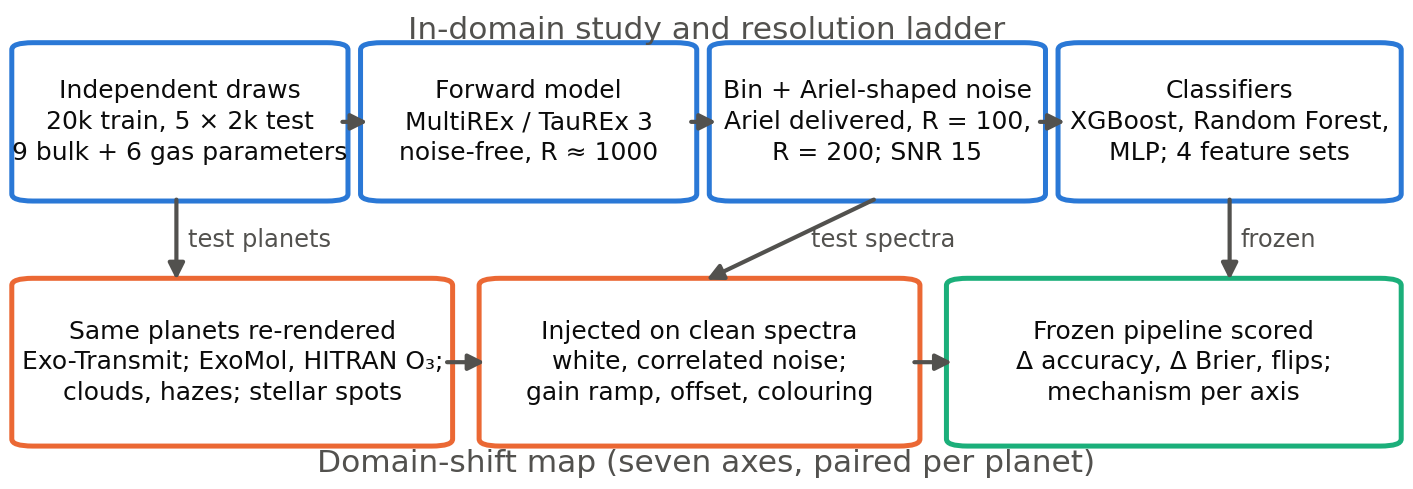 In-domain study and resolution ladder
Independent draws
20k train, 5 × 2k test
9 bulk + 6 gas parameters
Forward model
MultiREx / TauREx 3
noise-free, R ≈ 1000
Bin + Ariel-shaped noise
Ariel delivered, R = 100,
R = 200; SNR 15
Classifiers
XGBoost, Random Forest,
MLP; 4 feature sets
test planets
test spectra
frozen
Same planets re-rendered
Exo-Transmit; ExoMol, HITRAN O₃;
clouds, hazes; stellar spots
Injected on clean spectra
white, correlated noise;
gain ramp, offset, colouring
Frozen pipeline scored
Δ accuracy, Δ Brier, flips;
mechanism per axis
Domain-shift map (seven axes, paired per planet)